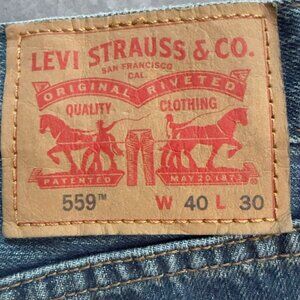 LEVI STRAUSS & CO.
SAN FRANCISCO
CAL.
ORIGINAL RIVETED
QUALITY CLOTHING
PATENTED MAY 20 1873
559™ W 40 L 30